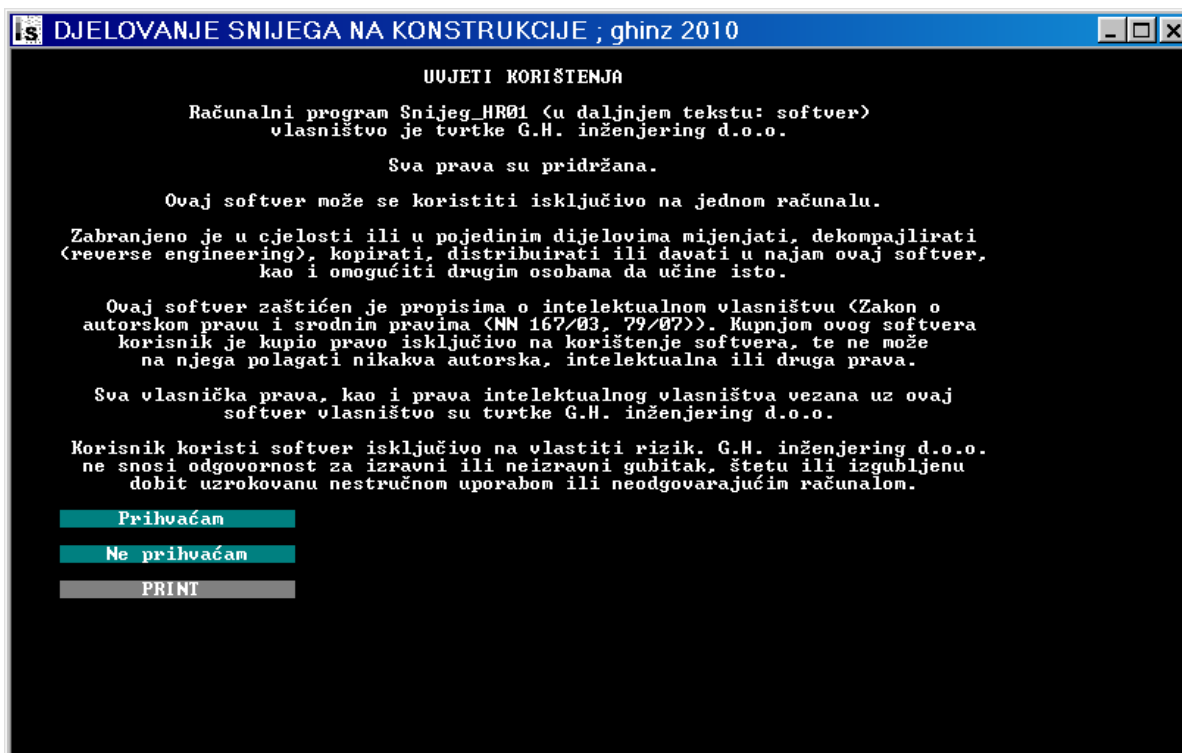 DJELOVANJE SNIJEGA NA KONSTRUKCIJE ; ghinz 2010
UVJETI KORIŠTENJA
Računalni program Snijeg_HR01 (u daljnjem tekstu: softver)
vlasništvo je tvrtke G.H. inženjering d.o.o.
Sva prava su pridržana.
Ovaj softver može se koristiti isključivo na jednom računalu.
Zabranjeno je u cjelosti ili u pojedinim dijelovima mijenjati, dekompajlirati
(reverse engineering), kopirati, distribuirati ili davati u najam ovaj softver,
kao i omogućiti drugim osobama da učine isto.
Ovaj softver zaštićen je propisima o intelektualnom vlasništvu (Zakon o
autorskom pravu i srodnim pravima (NN 167/03, 79/07)). Kupnjom ovog softvera
korisnik je kupio pravo isključivo na korištenje softvera, te ne može
na njega polagati nikakva autorska, intelektualna ili druga prava.
Sva vlasnička prava, kao i prava intelektualnog vlasništva vezana uz ovaj
softver vlasništvo su tvrtke G.H. inženjering d.o.o.
Korisnik koristi softver isključivo na vlastiti rizik. G.H. inženjering d.o.o.
ne snosi odgovornost za izravni ili neizravni gubitak, štetu ili izgubljenu
dobit uzrokovanu nestručnom uporabom ili neodgovarajućim računalom.
Prihvaćam
Ne prihvaćam
PRINT